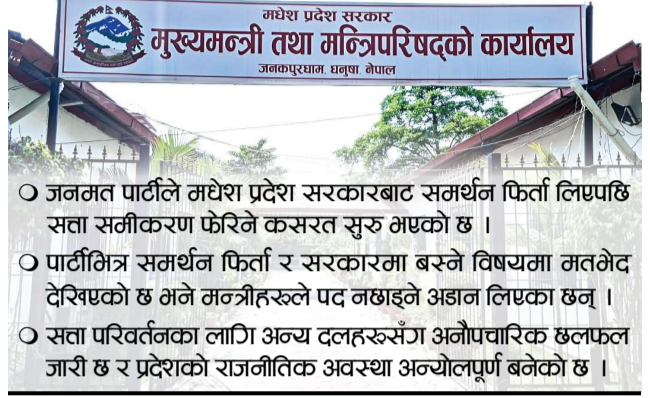 मधेश प्रदेश सरकार
मुख्यमन्त्री तथा मन्त्रिपरिषद्को कार्यालय
जनकपुरधाम, धनुषा, नेपाल
जनमत पार्टीले मधेश प्रदेश सरकारबाट समर्थन फिर्ता लिएपछि
सत्ता समीकरण फेरिने कसरत सुरु भएको छ ।
पार्टीभित्र समर्थन फिर्ता र सरकारमा बस्ने विषयमा मतभेद
देखिएको छ भने मन्त्रीहरूले पद नछाड्ने अडान लिएका छन् ।
सत्ता परिवर्तनका लागि अन्य दलहरूसँग अनौपचारिक छलफल
जारी छ र प्रदेशको राजनीतिक अवस्था अन्योलपूर्ण बनेको छ ।